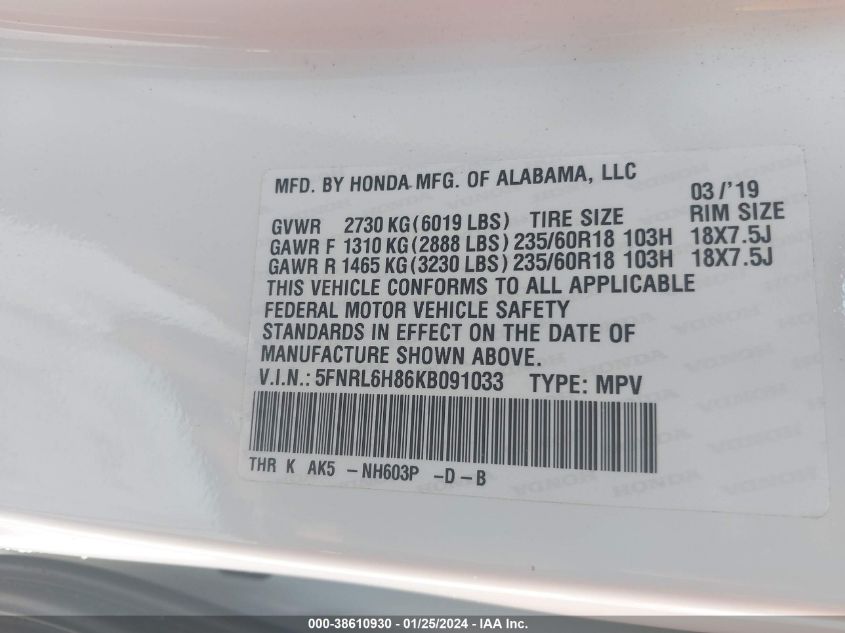 MFD. BY HONDA MFG. OF ALABAMA, LLC
03/'19
GVWR 2730 KG(6019 LBS) TIRE SIZE RIM SIZE
GAWR F 1310 KG(2888 LBS) 235/60R18 103H 18X7.5J
GAWR R 1465 KG(3230 LBS) 235/60R18 103H 18X7.5J
THIS VEHICLE CONFORMS TO ALL APPLICABLE
FEDERAL MOTOR VEHICLE SAFETY
STANDARDS IN EFFECT ON THE DATE OF
MANUFACTURE SHOWN ABOVE.
V.I.N.: 5FNRL6H86KB091033 TYPE: MPV
THR K AK5 -NH603P -D-B
000-38610930 - 01/25/2024 - IAA Inc.